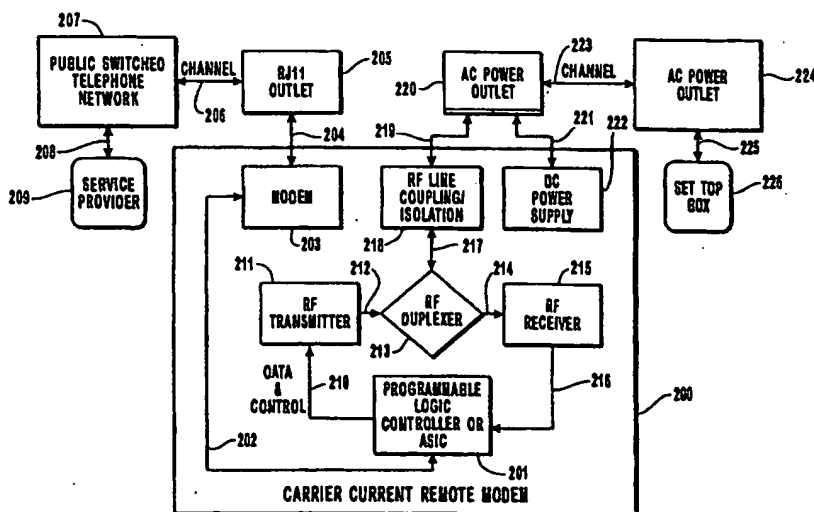 207
PUBLIC SWITCHED
TELEPHONE
NETWORK
CHANNEL
206
205
RJ11
OUTLET
220
AC POWER
OUTLET
223
CHANNEL
AC POWER
OUTLET
224
208
204
219
221
225
209
SERVICE
PROVIDER
MODEM
203
RF LINE
COUPLING/
ISOLATION
218
DC
POWER
SUPPLY
222
SET TOP
BOX
226
217
211
RF
TRANSMITTER
212
RF
DUPLEXER
213
214
215
RF
RECEIVER
DATA
&
CONTROL
210
PROGRAMMABLE
LOGIC
CONTROLLER OR
ASIC
201
216
200
202
CARRIER CURRENT REMOTE MODEM